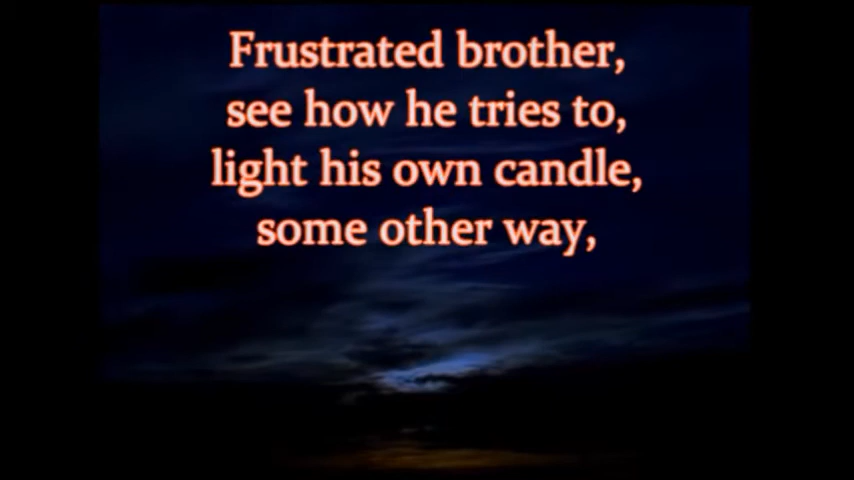 Frustrated brother,
see how he tries to,
light his own candle,
some other way,